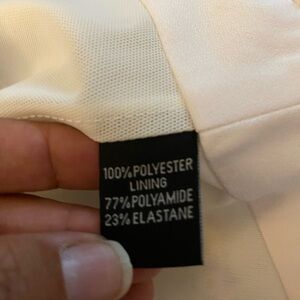 100%POLYESTER
LINING
77%POLYAMIDE
23%ELASTANE